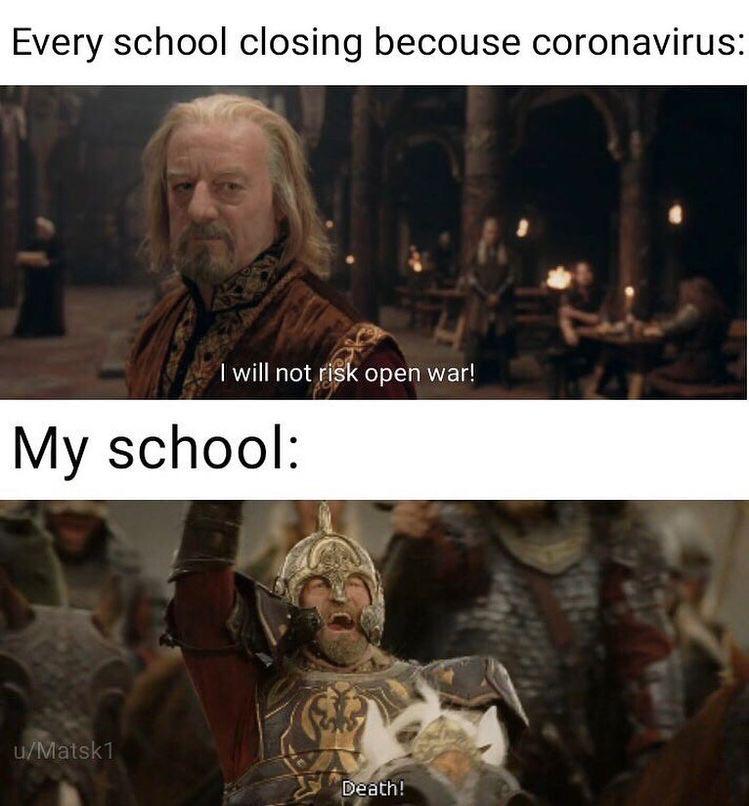 Every school closing becouse coronavirus:
I will not risk open war!
My school:
u/Matsk1
Death!